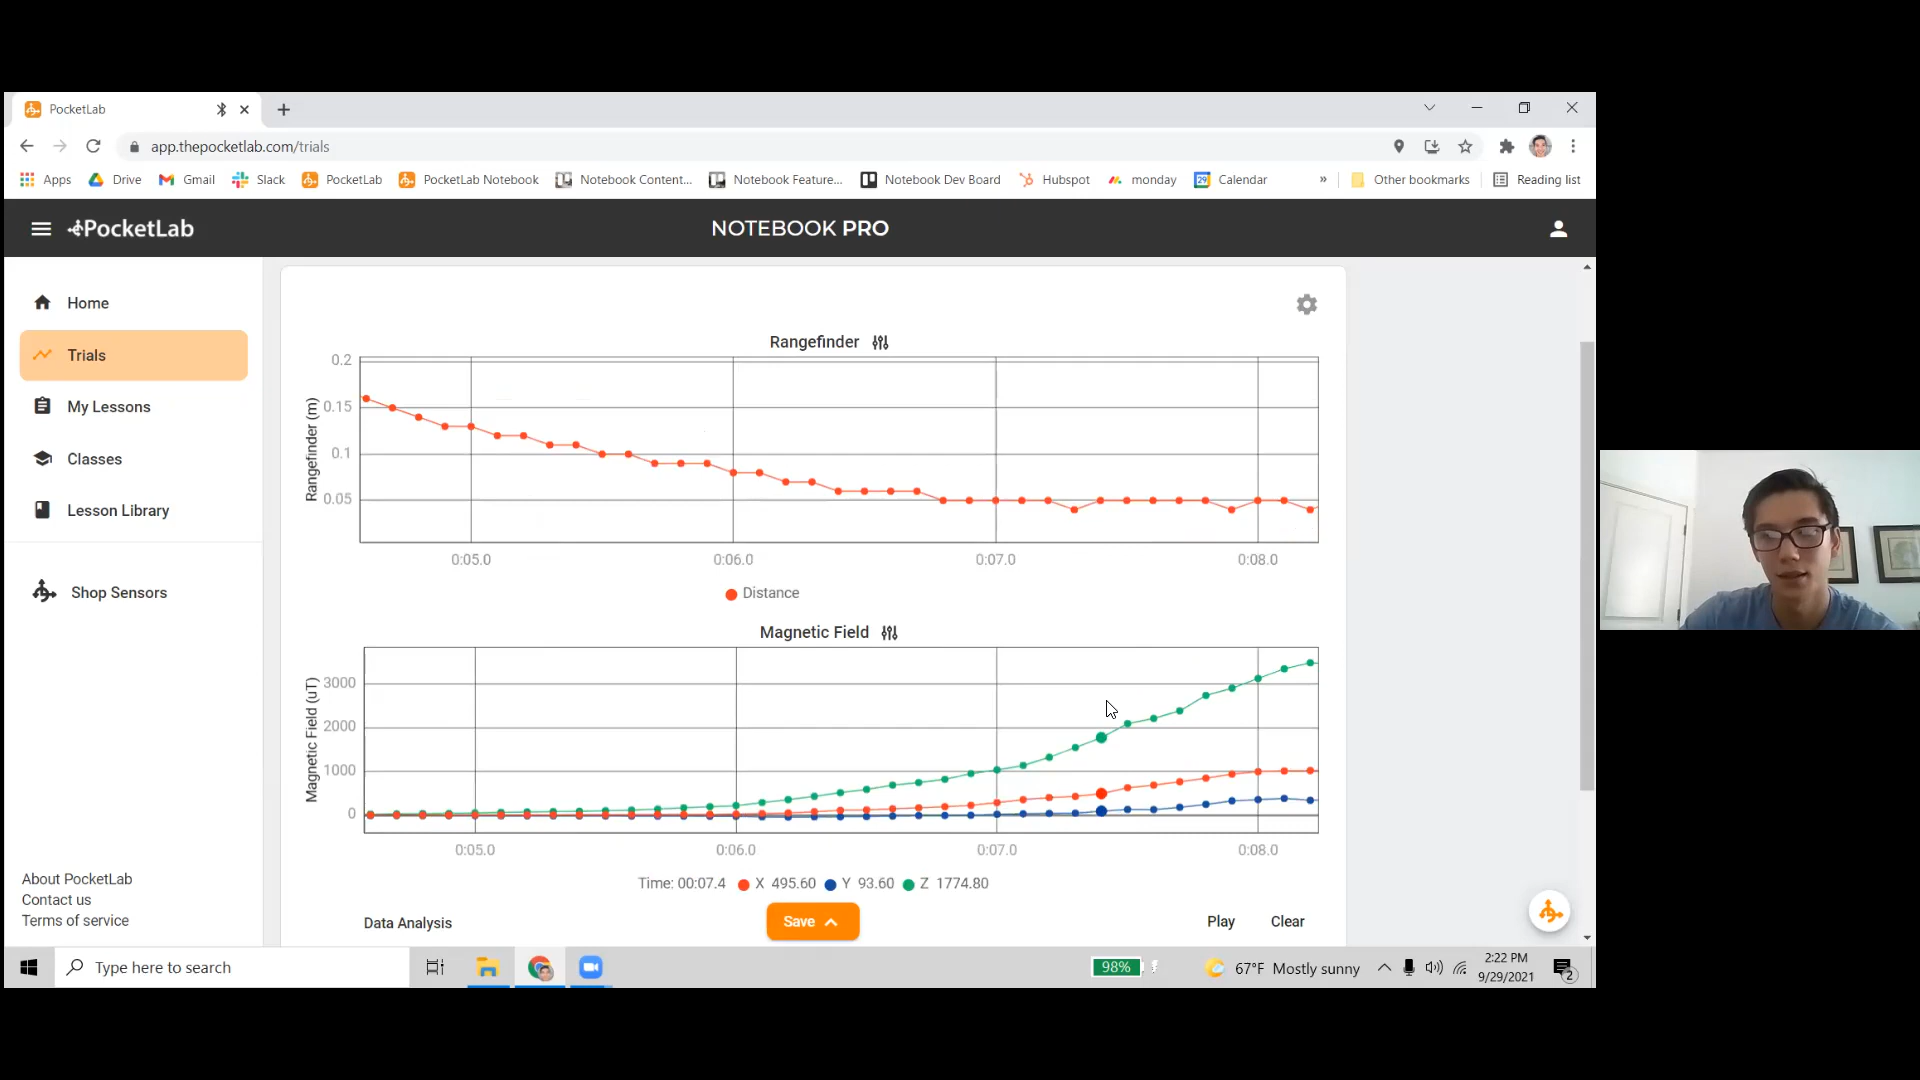 PocketLab
app.thepocketlab.com/trials
Apps Drive Gmail Slack PocketLab PocketLab Notebook Notebook Content... Notebook Feature... Notebook Dev Board Hubspot monday 29 Calendar » Other bookmarks Reading list
PocketLab NOTEBOOK PRO
Home
Trials
My Lessons
Classes
Lesson Library
Shop Sensors
About PocketLab
Contact us
Terms of service
Rangefinder
Rangefinder (m)
0.2
0.15
0.1
0.05
0:05.0 0:06.0 0:07.0 0:08.0
Distance
Magnetic Field
Magnetic Field (uT)
3000
2000
1000
0
0:05.0 0:06.0 0:07.0 0:08.0
Time: 00:07.4 X 495.60 Y 93.60 Z 1774.80
Data Analysis Save Play Clear
Type here to search 98% 67°F Mostly sunny 2:22 PM
9/29/2021 2